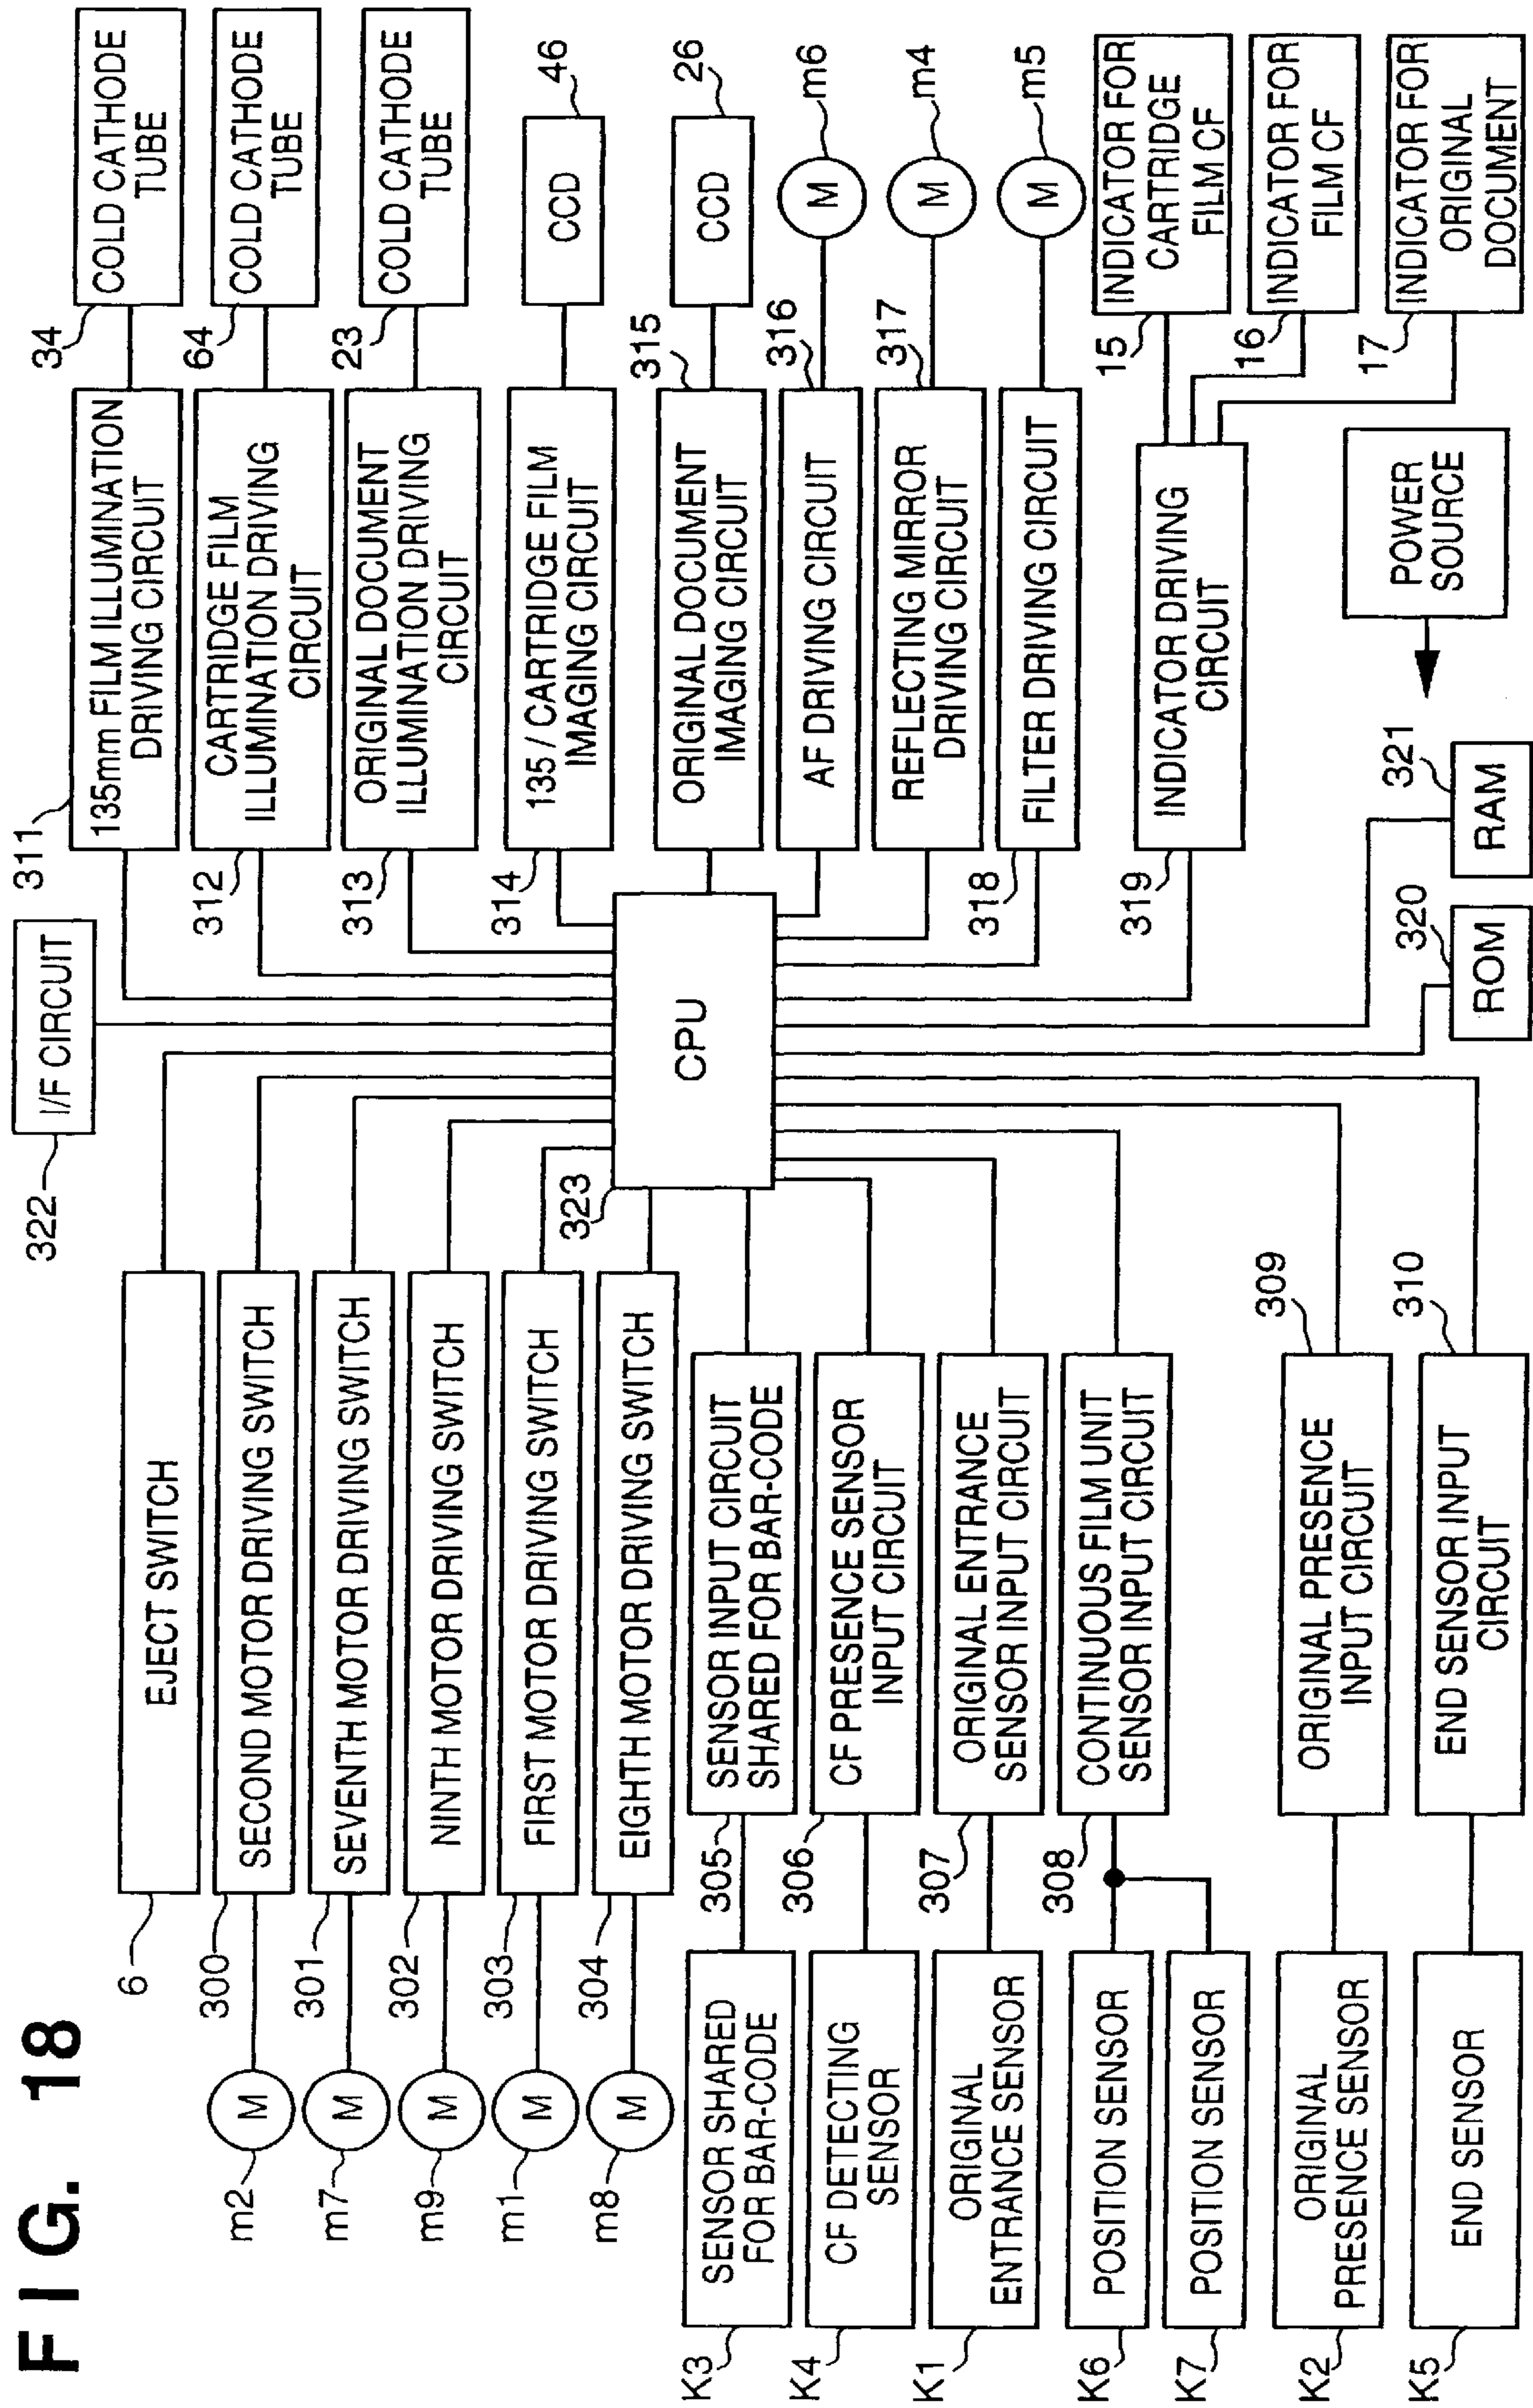 FIG. 18
322
I/F CIRCUIT
6
EJECT SWITCH
m2
M
300
SECOND MOTOR DRIVING SWITCH
m7
M
301
SEVENTH MOTOR DRIVING SWITCH
m9
M
302
NINTH MOTOR DRIVING SWITCH
m1
M
303
FIRST MOTOR DRIVING SWITCH
m8
M
304
EIGHTH MOTOR DRIVING SWITCH
K3
SENSOR SHARED
FOR BAR-CODE
305
SENSOR INPUT CIRCUIT
SHARED FOR BAR-CODE
K4
CF DETECTING
SENSOR
306
CF PRESENCE SENSOR
INPUT CIRCUIT
K1
ORIGINAL
ENTRANCE SENSOR
307
ORIGINAL ENTRANCE
SENSOR INPUT CIRCUIT
K6
POSITION SENSOR
K7
POSITION SENSOR
308
CONTINUOUS FILM UNIT
SENSOR INPUT CIRCUIT
K2
ORIGINAL
PRESENCE SENSOR
309
ORIGINAL PRESENCE
INPUT CIRCUIT
K5
END SENSOR
310
END SENSOR INPUT
CIRCUIT
323
CPU
311
135mm FILM ILLUMINATION
DRIVING CIRCUIT
34
COLD CATHODE
TUBE
312
CARTRIDGE FILM
ILLUMINATION DRIVING
CIRCUIT
64
COLD CATHODE
TUBE
313
ORIGINAL DOCUMENT
ILLUMINATION DRIVING
CIRCUIT
23
COLD CATHODE
TUBE
314
135 / CARTRIDGE FILM
IMAGING CIRCUIT
CCD
46
315
ORIGINAL DOCUMENT
IMAGING CIRCUIT
CCD
26
316
AF DRIVING CIRCUIT
M
m6
317
REFLECTING MIRROR
DRIVING CIRCUIT
M
m4
318
FILTER DRIVING CIRCUIT
M
m5
319
INDICATOR DRIVING
CIRCUIT
15
INDICATOR FOR
CARTRIDGE
FILM CF
16
INDICATOR FOR
FILM CF
17
INDICATOR FOR
ORIGINAL
DOCUMENT
320
ROM
321
RAM
POWER
SOURCE